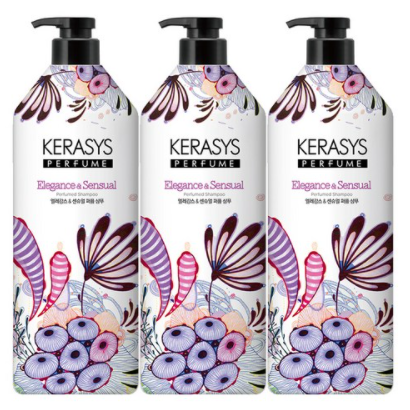 KERASYS
PERFUME
Elegance & Sensual
Perfumed Shampoo
엘레강스 & 센슈얼 퍼퓸 샴푸
KERASYS
PERFUME
Elegance & Sensual
Perfumed Shampoo
엘레강스 & 센슈얼 퍼퓸 샴푸
KERASYS
PERFUME
Elegance & Sensual
Perfumed Shampoo
엘레강스 & 센슈얼 퍼퓸 샴푸